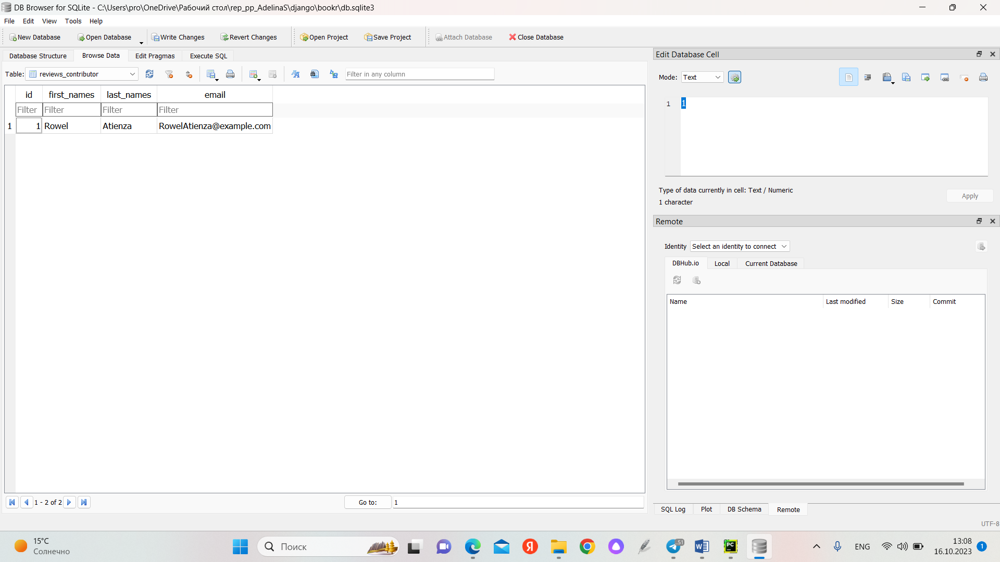 DB Browser for SQLite - C:\Users\pro\OneDrive\Рабочий стол\rep_pp_AdelinaS\django\bookr\db.sqlite3
File Edit View Tools Help
New Database Open Database Write Changes Revert Changes Open Project Save Project Attach Database Close Database
Database Structure Browse Data Edit Pragmas Execute SQL
Table: reviews_contributor Filter in any column
id first_names last_names email
Filter Filter Filter Filter
1 1 Rowel Atienza RowelAtienza@example.com
1 - 2 of 2 Go to: 1
Edit Database Cell
Mode: Text
1 1
Type of data currently in cell: Text / Numeric
1 character
Apply
Remote
Identity Select an identity to connect
DBHub.io Local Current Database
Name Last modified Size Commit
SQL Log Plot DB Schema Remote
UTF-8
15°C
Солнечно
Поиск
Я
51
W
PC
ENG
13:08
16.10.2023
1